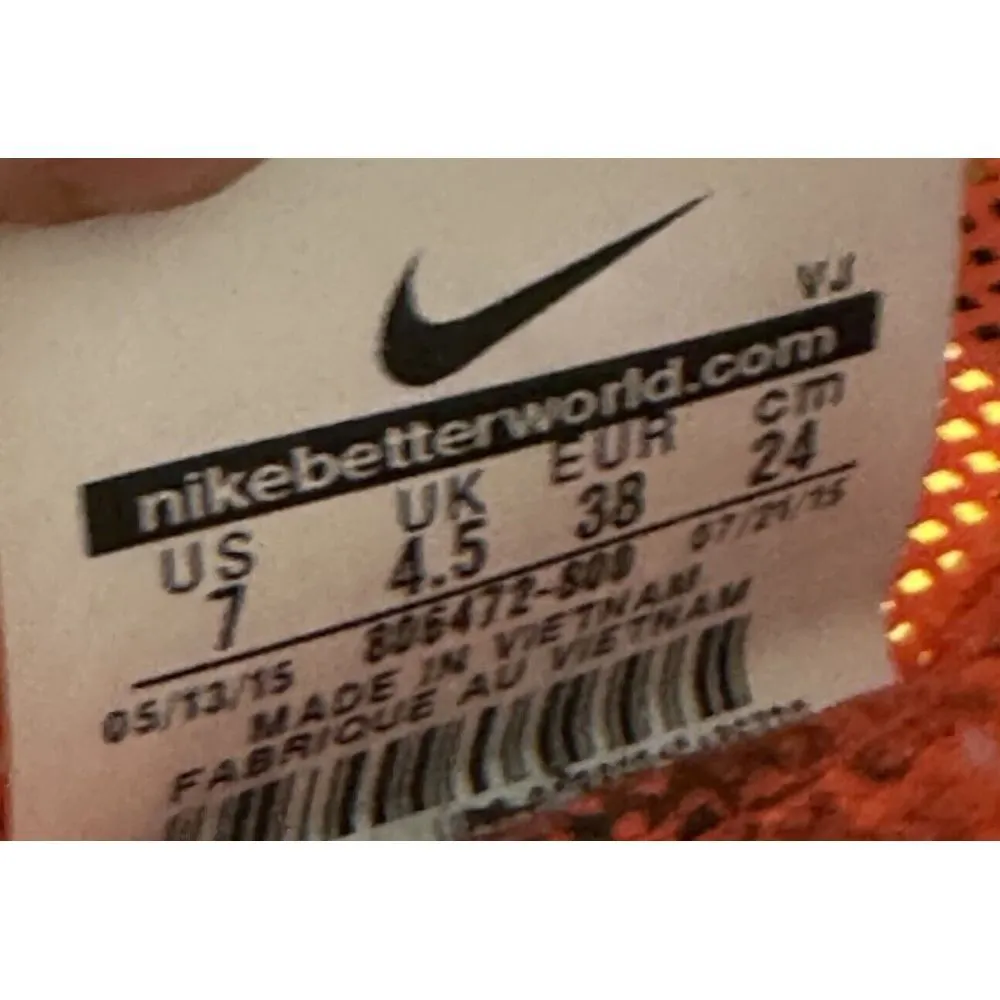 VJ
nikebetterworld.com
US UK EUR cm
7 4.5 38 24
05/13/15 806472-800 07/21/15
MADE IN VIETNAM
FABRIQUE AU VIETNAM